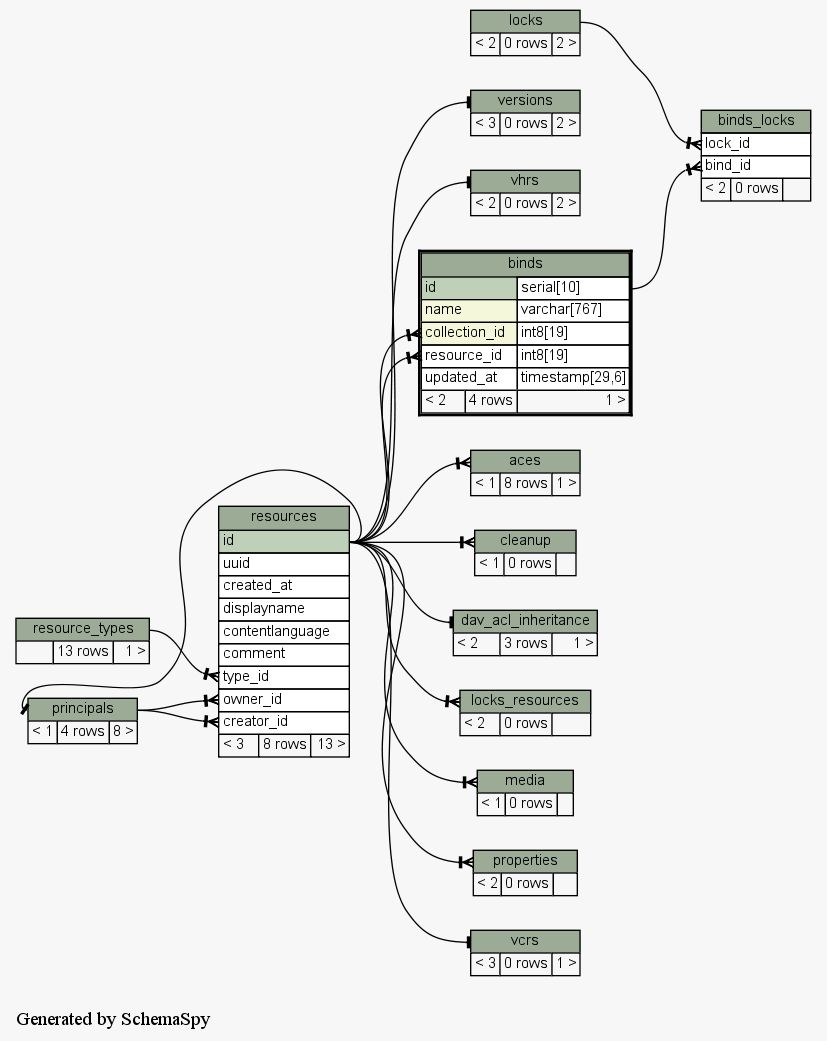 locks
< 2 0 rows 2 >
versions
< 3 0 rows 2 >
binds_locks
lock_id
bind_id
< 2 0 rows
vhrs
< 2 0 rows 2 >
binds
id serial[10]
name varchar[767]
collection_id int8[19]
resource_id int8[19]
updated_at timestamp[29,6]
< 2 4 rows 1 >
aces
< 1 8 rows 1 >
resources
id
uuid
created_at
displayname
contentlanguage
comment
type_id
owner_id
creator_id
< 3 8 rows 13 >
cleanup
< 1 0 rows
resource_types
13 rows 1 >
principals
< 1 4 rows 8 >
dav_acl_inheritance
< 2 3 rows 1 >
locks_resources
< 2 0 rows
media
< 1 0 rows
properties
< 2 0 rows
vcrs
< 3 0 rows 1 >
Generated by SchemaSpy